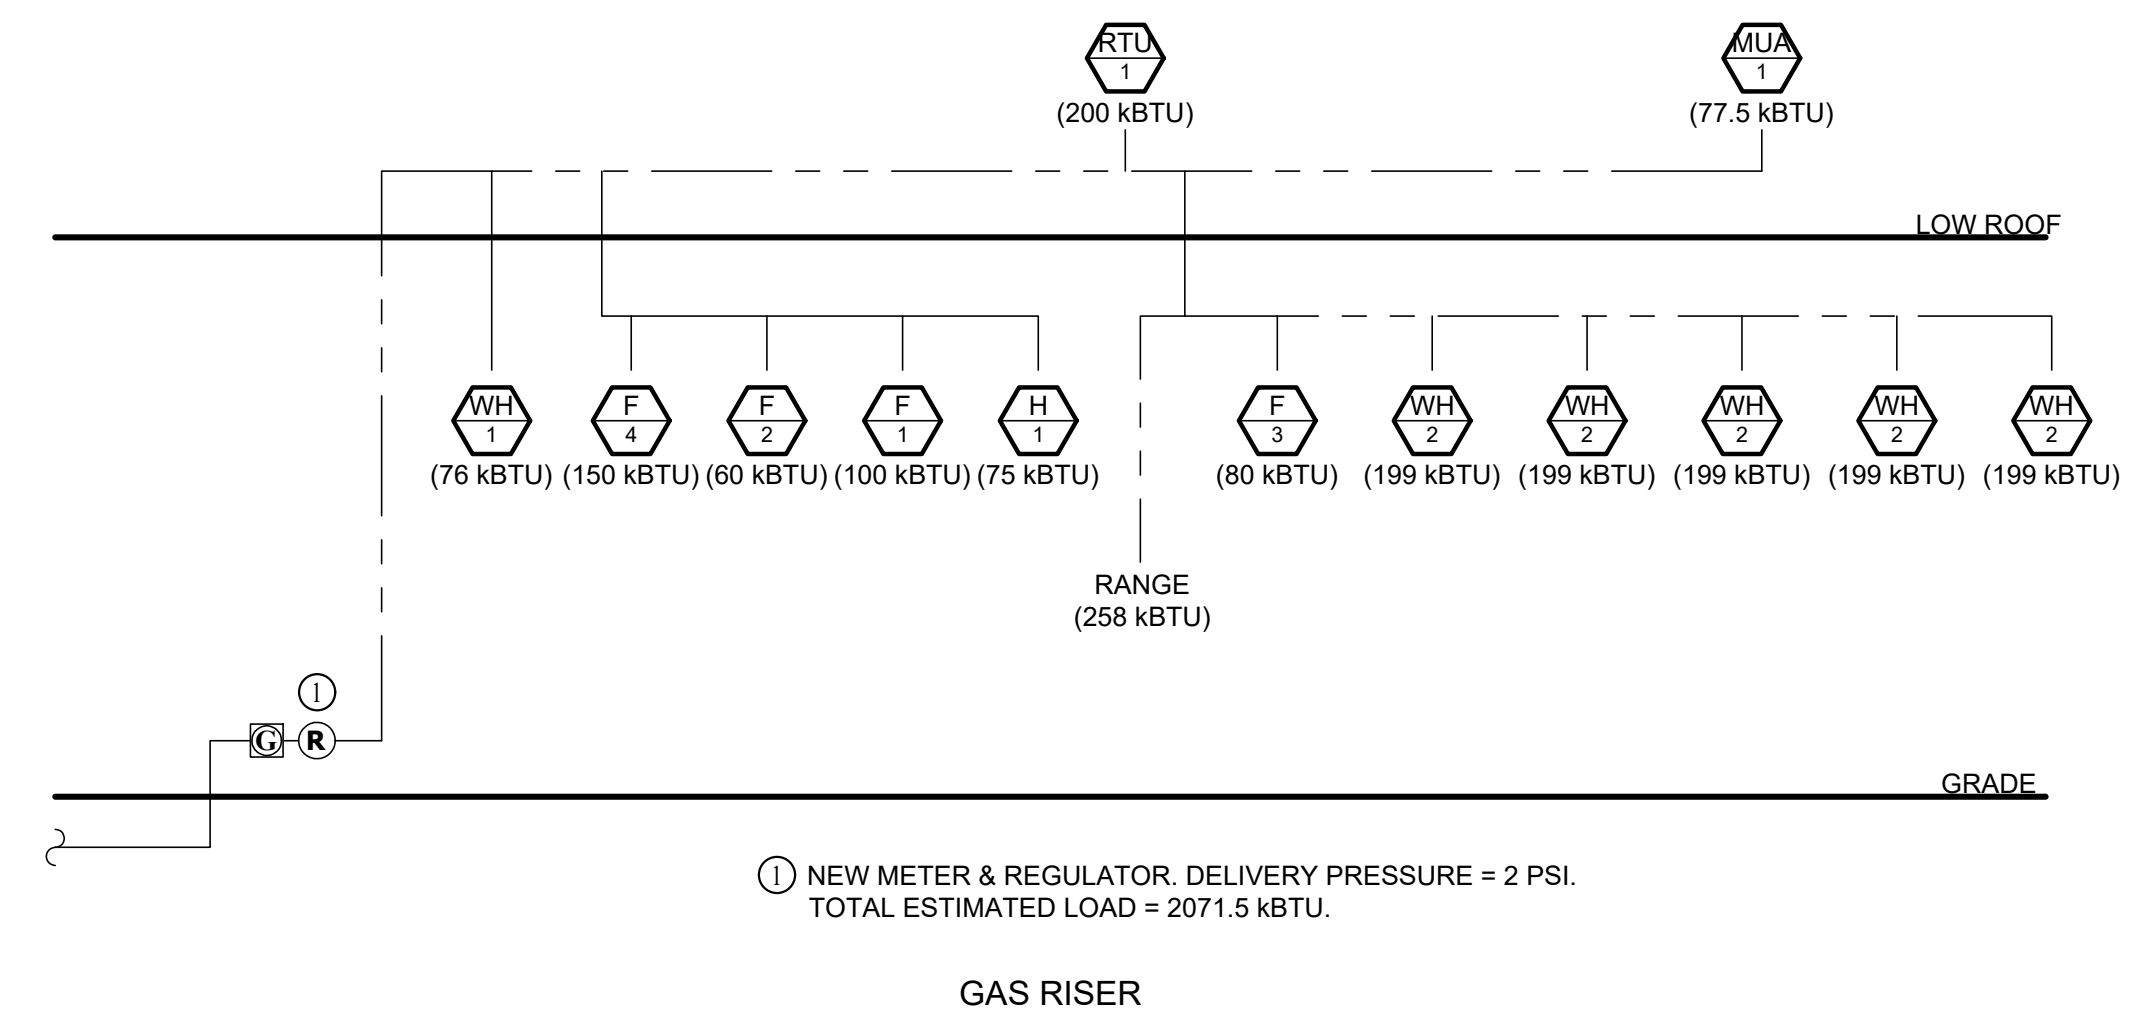 RTU
1
(200 kBTU)
MUA
1
(77.5 kBTU)
LOW ROOF
WH
1
(76 kBTU)
F
4
(150 kBTU)
F
2
(60 kBTU)
F
1
(100 kBTU)
H
1
(75 kBTU)
F
3
(80 kBTU)
WH
2
(199 kBTU)
WH
2
(199 kBTU)
WH
2
(199 kBTU)
WH
2
(199 kBTU)
WH
2
(199 kBTU)
RANGE
(258 kBTU)
1
G
R
GRADE
1 NEW METER & REGULATOR. DELIVERY PRESSURE = 2 PSI.
TOTAL ESTIMATED LOAD = 2071.5 kBTU.
GAS RISER